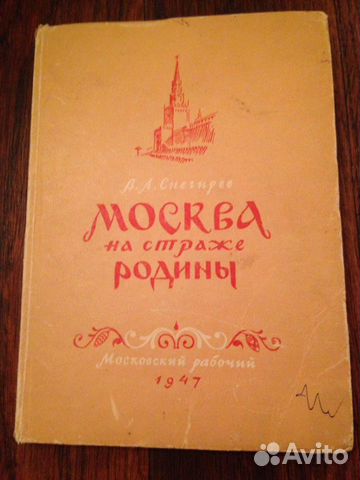 В. Л. Снегирев
МОСКВА
на страже
РОДИНЫ
Московский рабочий
1947
Avito